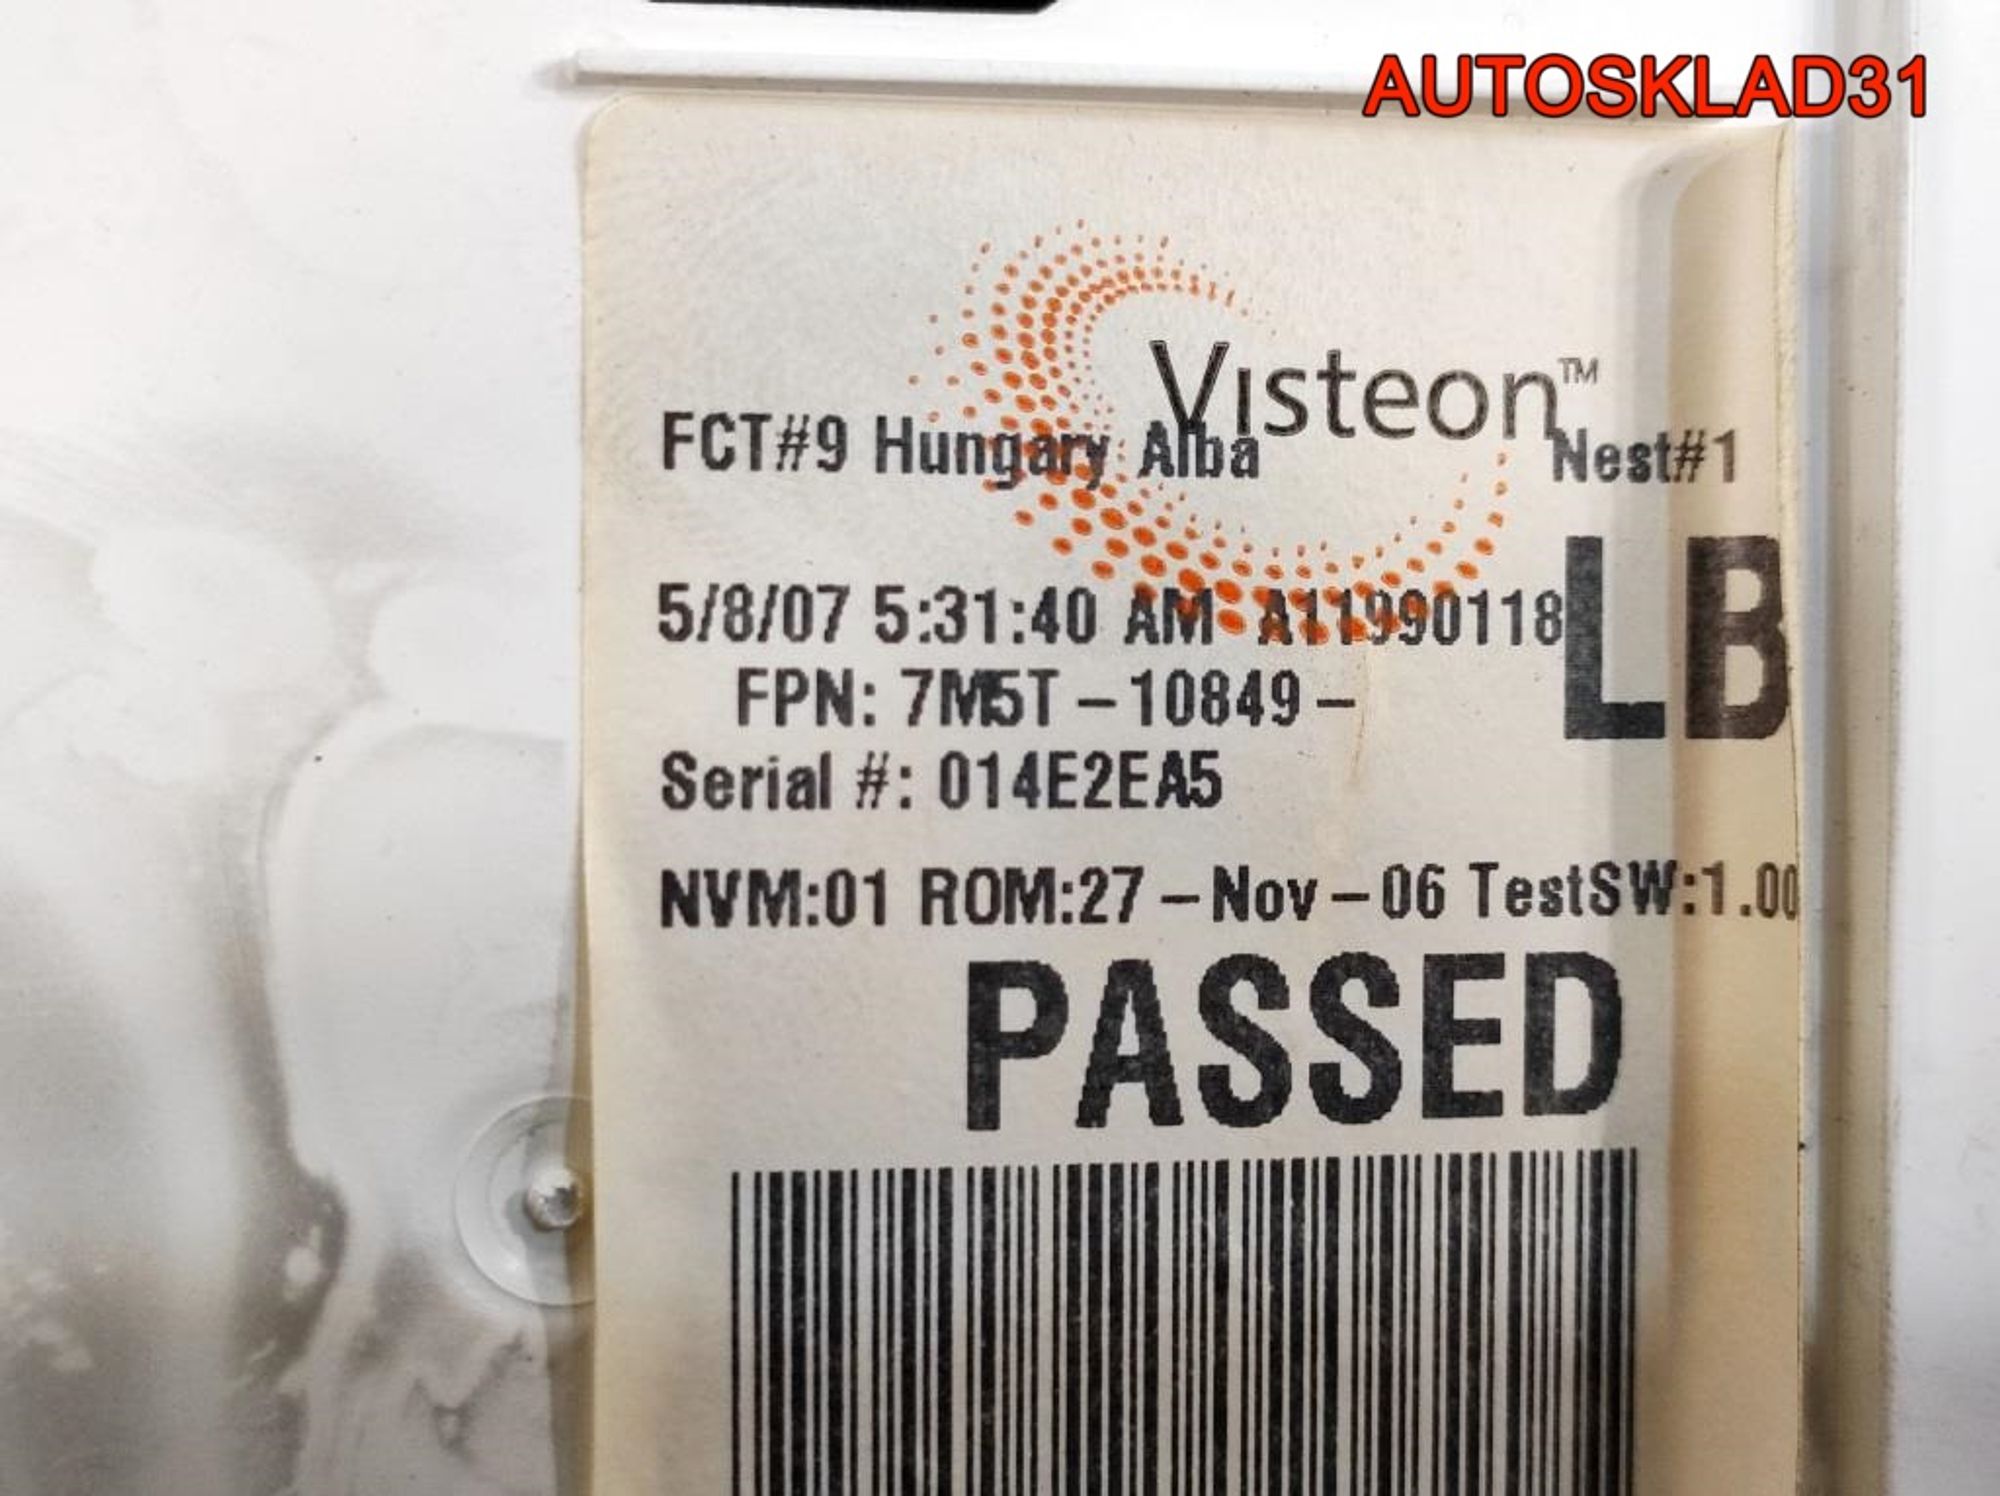 AUTOSKLAD31
Visteon™
FCT#9 Hungary Alba Nest#1
5/8/07 5:31:40 AM A11990118
LB
FPN: 7M5T-10849-
Serial #: 014E2EA5
NVM:01 ROM:27-Nov-06 TestSW:1.00
PASSED